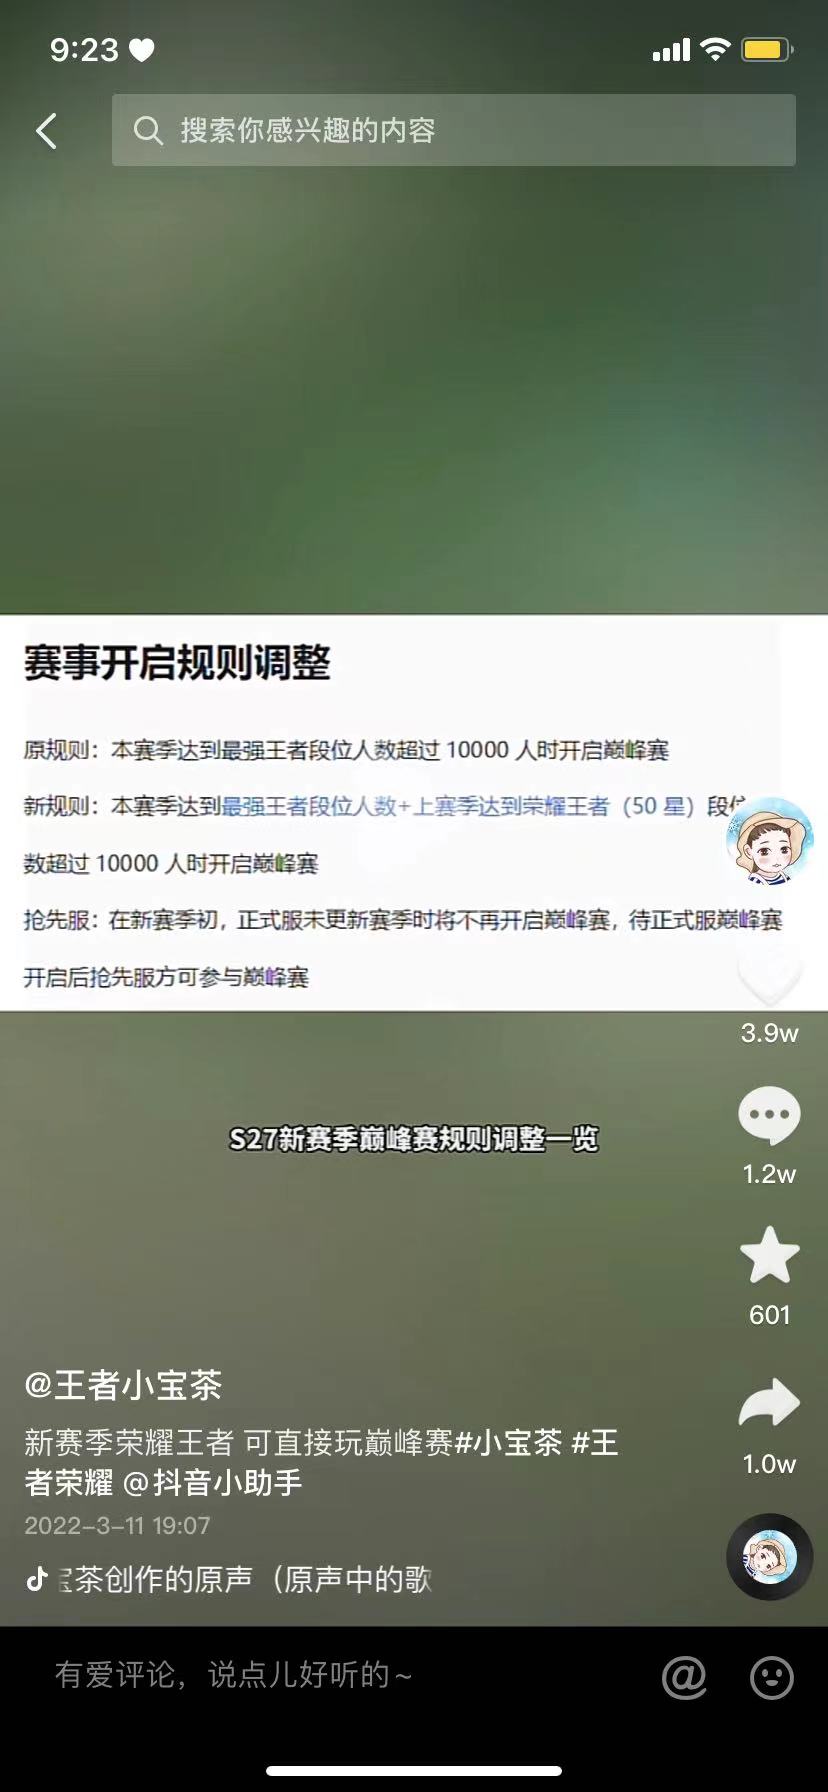 9:23
搜索你感兴趣的内容
赛事开启规则调整
原规则：本赛季达到最强王者段位人数超过 10000 人时开启巅峰赛
新规则：本赛季达到最强王者段位人数+上赛季达到荣耀王者（50 星）段
数超过 10000 人时开启巅峰赛
抢先服：在新赛季初，正式服未更新赛季时将不再开启巅峰赛，待正式服巅峰赛
开启后抢先服方可参与巅峰赛
3.9w
S27新赛季巅峰赛规则调整一览
1.2w
601
@王者小宝茶
新赛季荣耀王者 可直接玩巅峰赛#小宝茶 #王
者荣耀 @抖音小助手
1.0w
2022-3-11 19:07
茶创作的原声（原声中的歌
有爱评论，说点儿好听的~